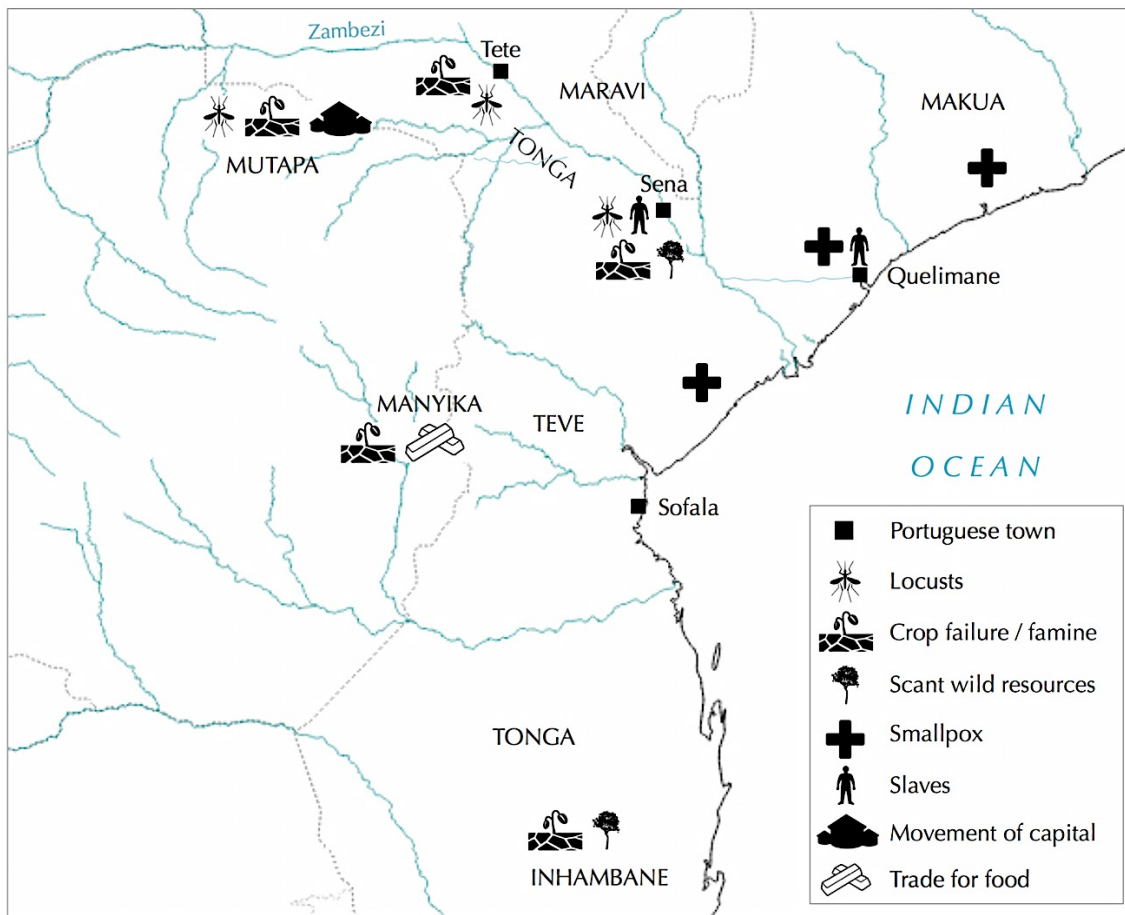 Zambezi
Tete
MARAVI
MAKUA
MUTAPA
TONGA
Sena
Quelimane
MANYIKA
TEVE
INDIAN
OCEAN
Sofala
Portuguese town
Locusts
Crop failure / famine
Scant wild resources
Smallpox
Slaves
Movement of capital
Trade for food
TONGA
INHAMBANE